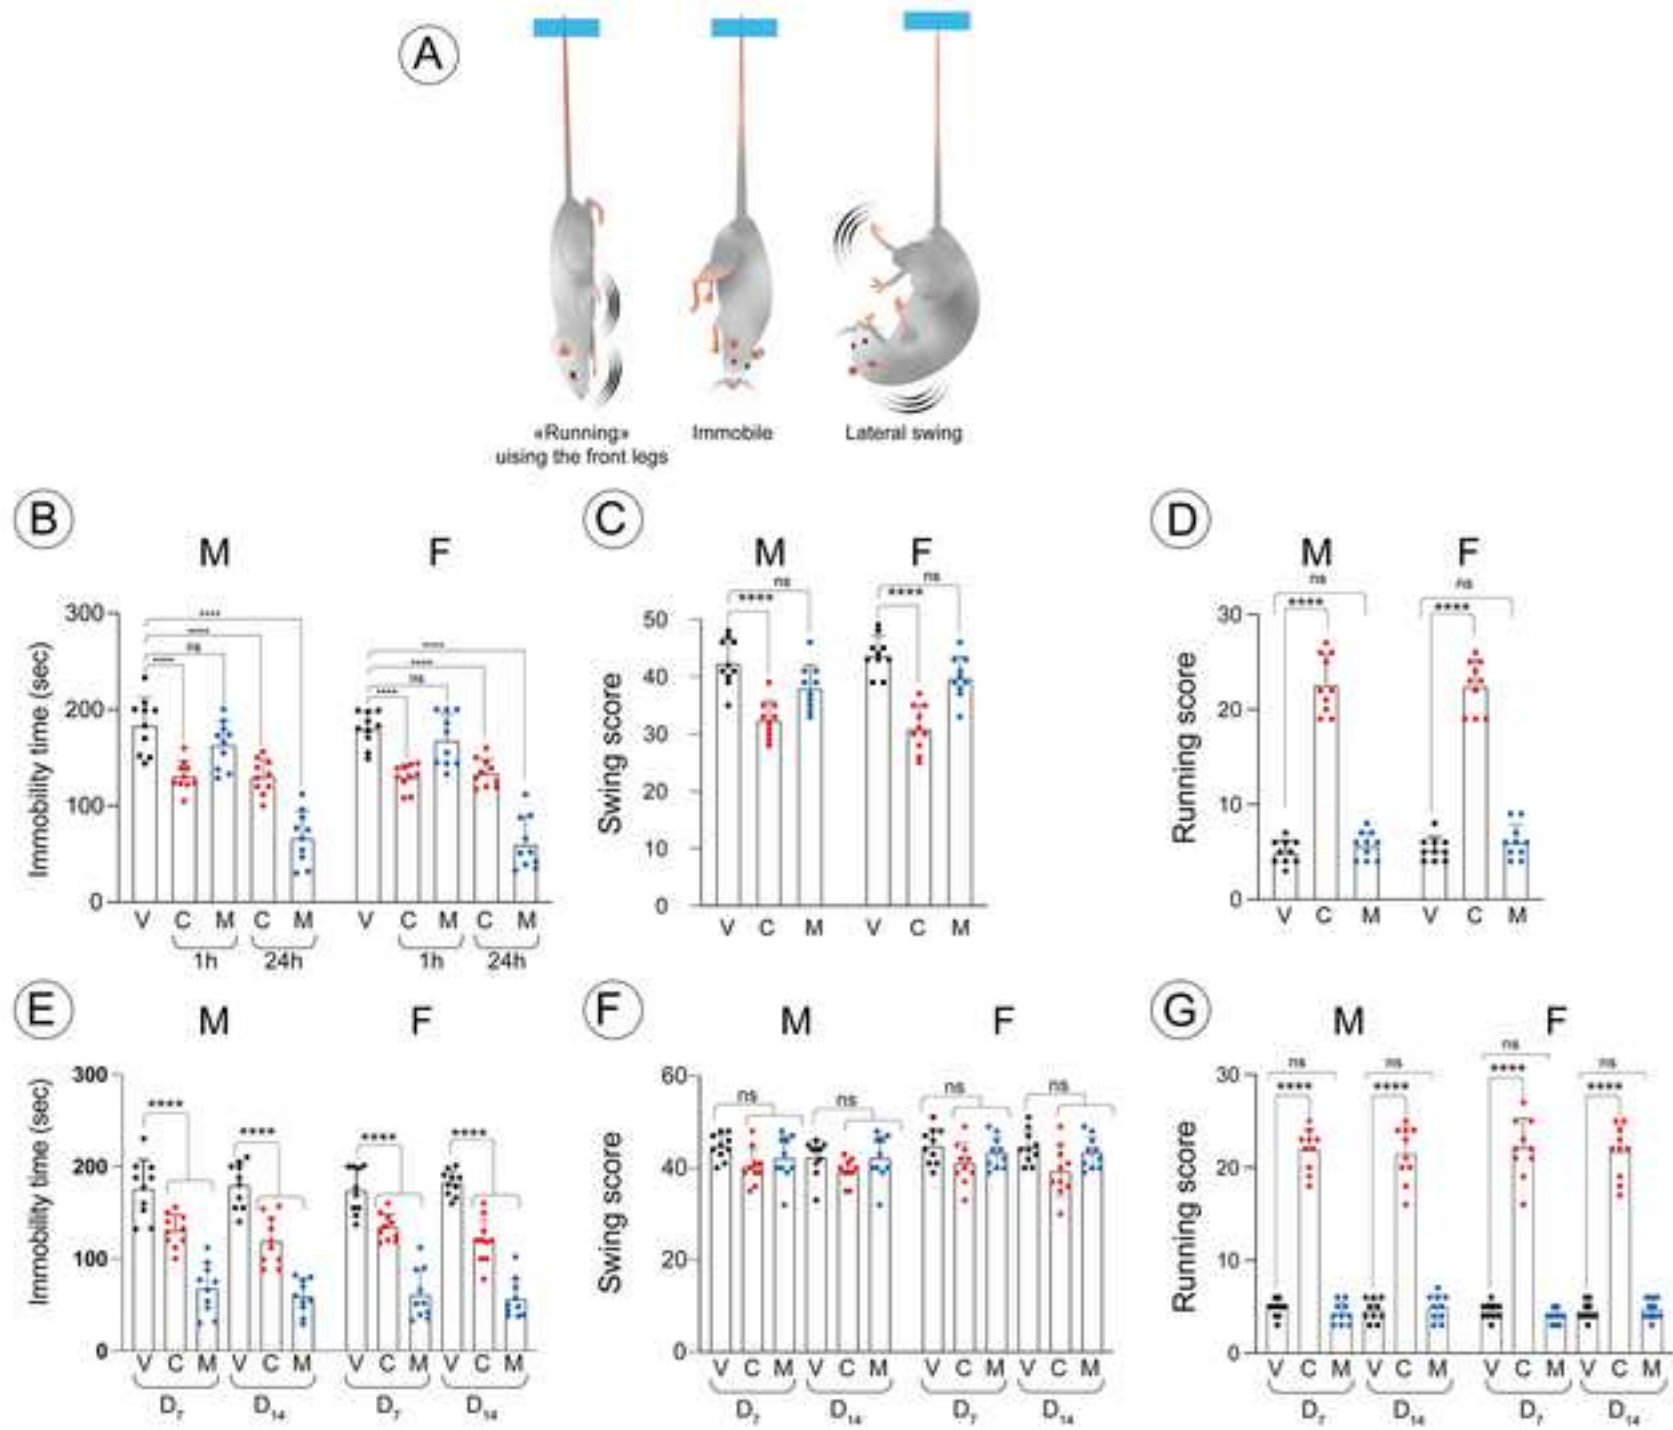 A
«Running»
uising the front legs
Immobile
Lateral swing
B
M
F
Immobility time (sec)
300
200
100
0
****
****
ns
****
****
****
ns
****
V C M C M
V C M C M
1h 24h
1h 24h
C
M
F
Swing score
50
40
30
20
10
0
ns
****
ns
****
V C M
V C M
D
M
F
Running score
30
20
10
0
ns
****
ns
****
V C M
V C M
E
M
F
Immobility time (sec)
300
200
100
0
****
****
****
****
V C M V C M
V C M V C M
D7 D14
D7 D14
F
M
F
Swing score
60
40
20
0
ns
ns
ns
ns
V C M V C M
V C M V C M
D7 D14
D7 D14
G
M
F
Running score
30
20
10
0
ns
****
ns
****
ns
****
ns
****
V C M V C M
V C M V C M
D7 D14
D7 D14